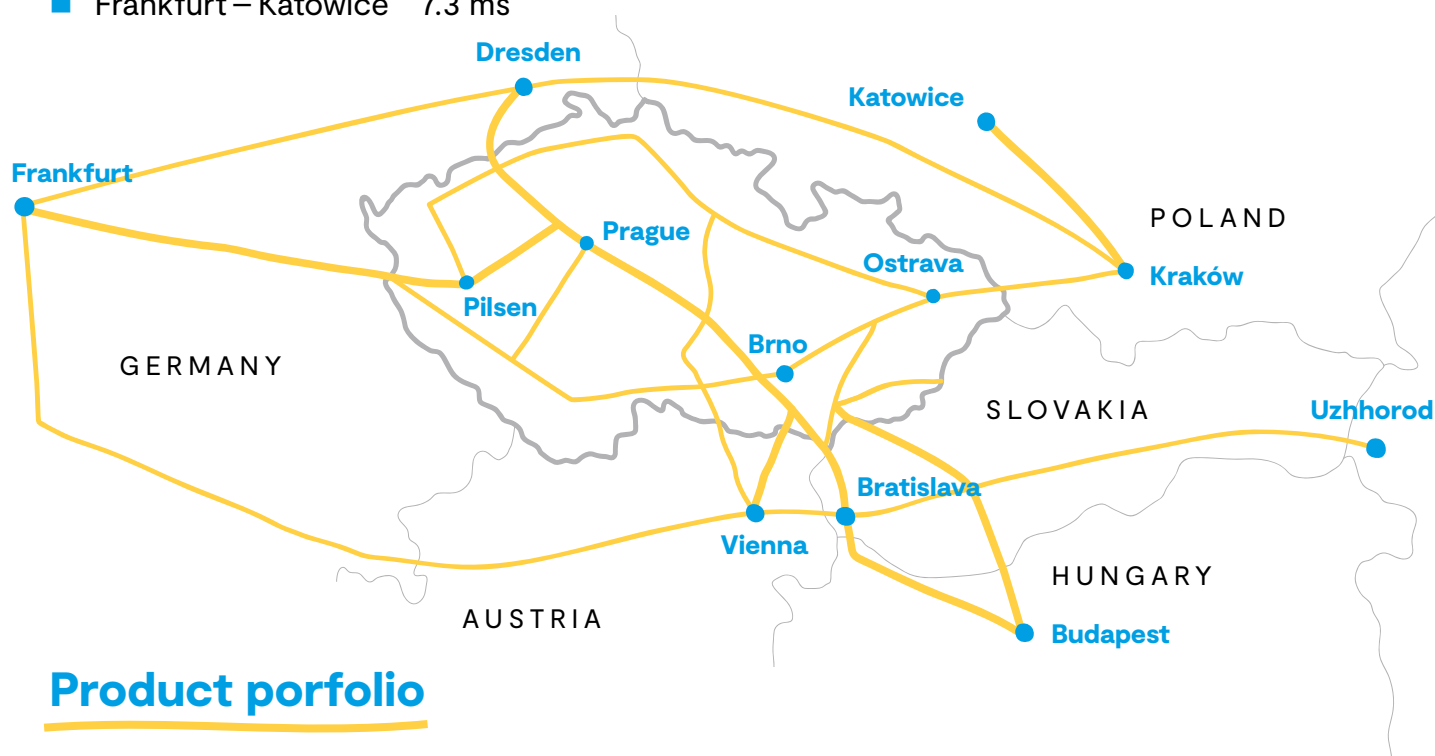 Frankfurt – Katowice 7.3 ms
Dresden
Katowice
Frankfurt
POLAND
Prague
Ostrava
Kraków
Pilsen
Brno
GERMANY
SLOVAKIA
Uzhhorod
Bratislava
Vienna
HUNGARY
AUSTRIA
Budapest
Product porfolio